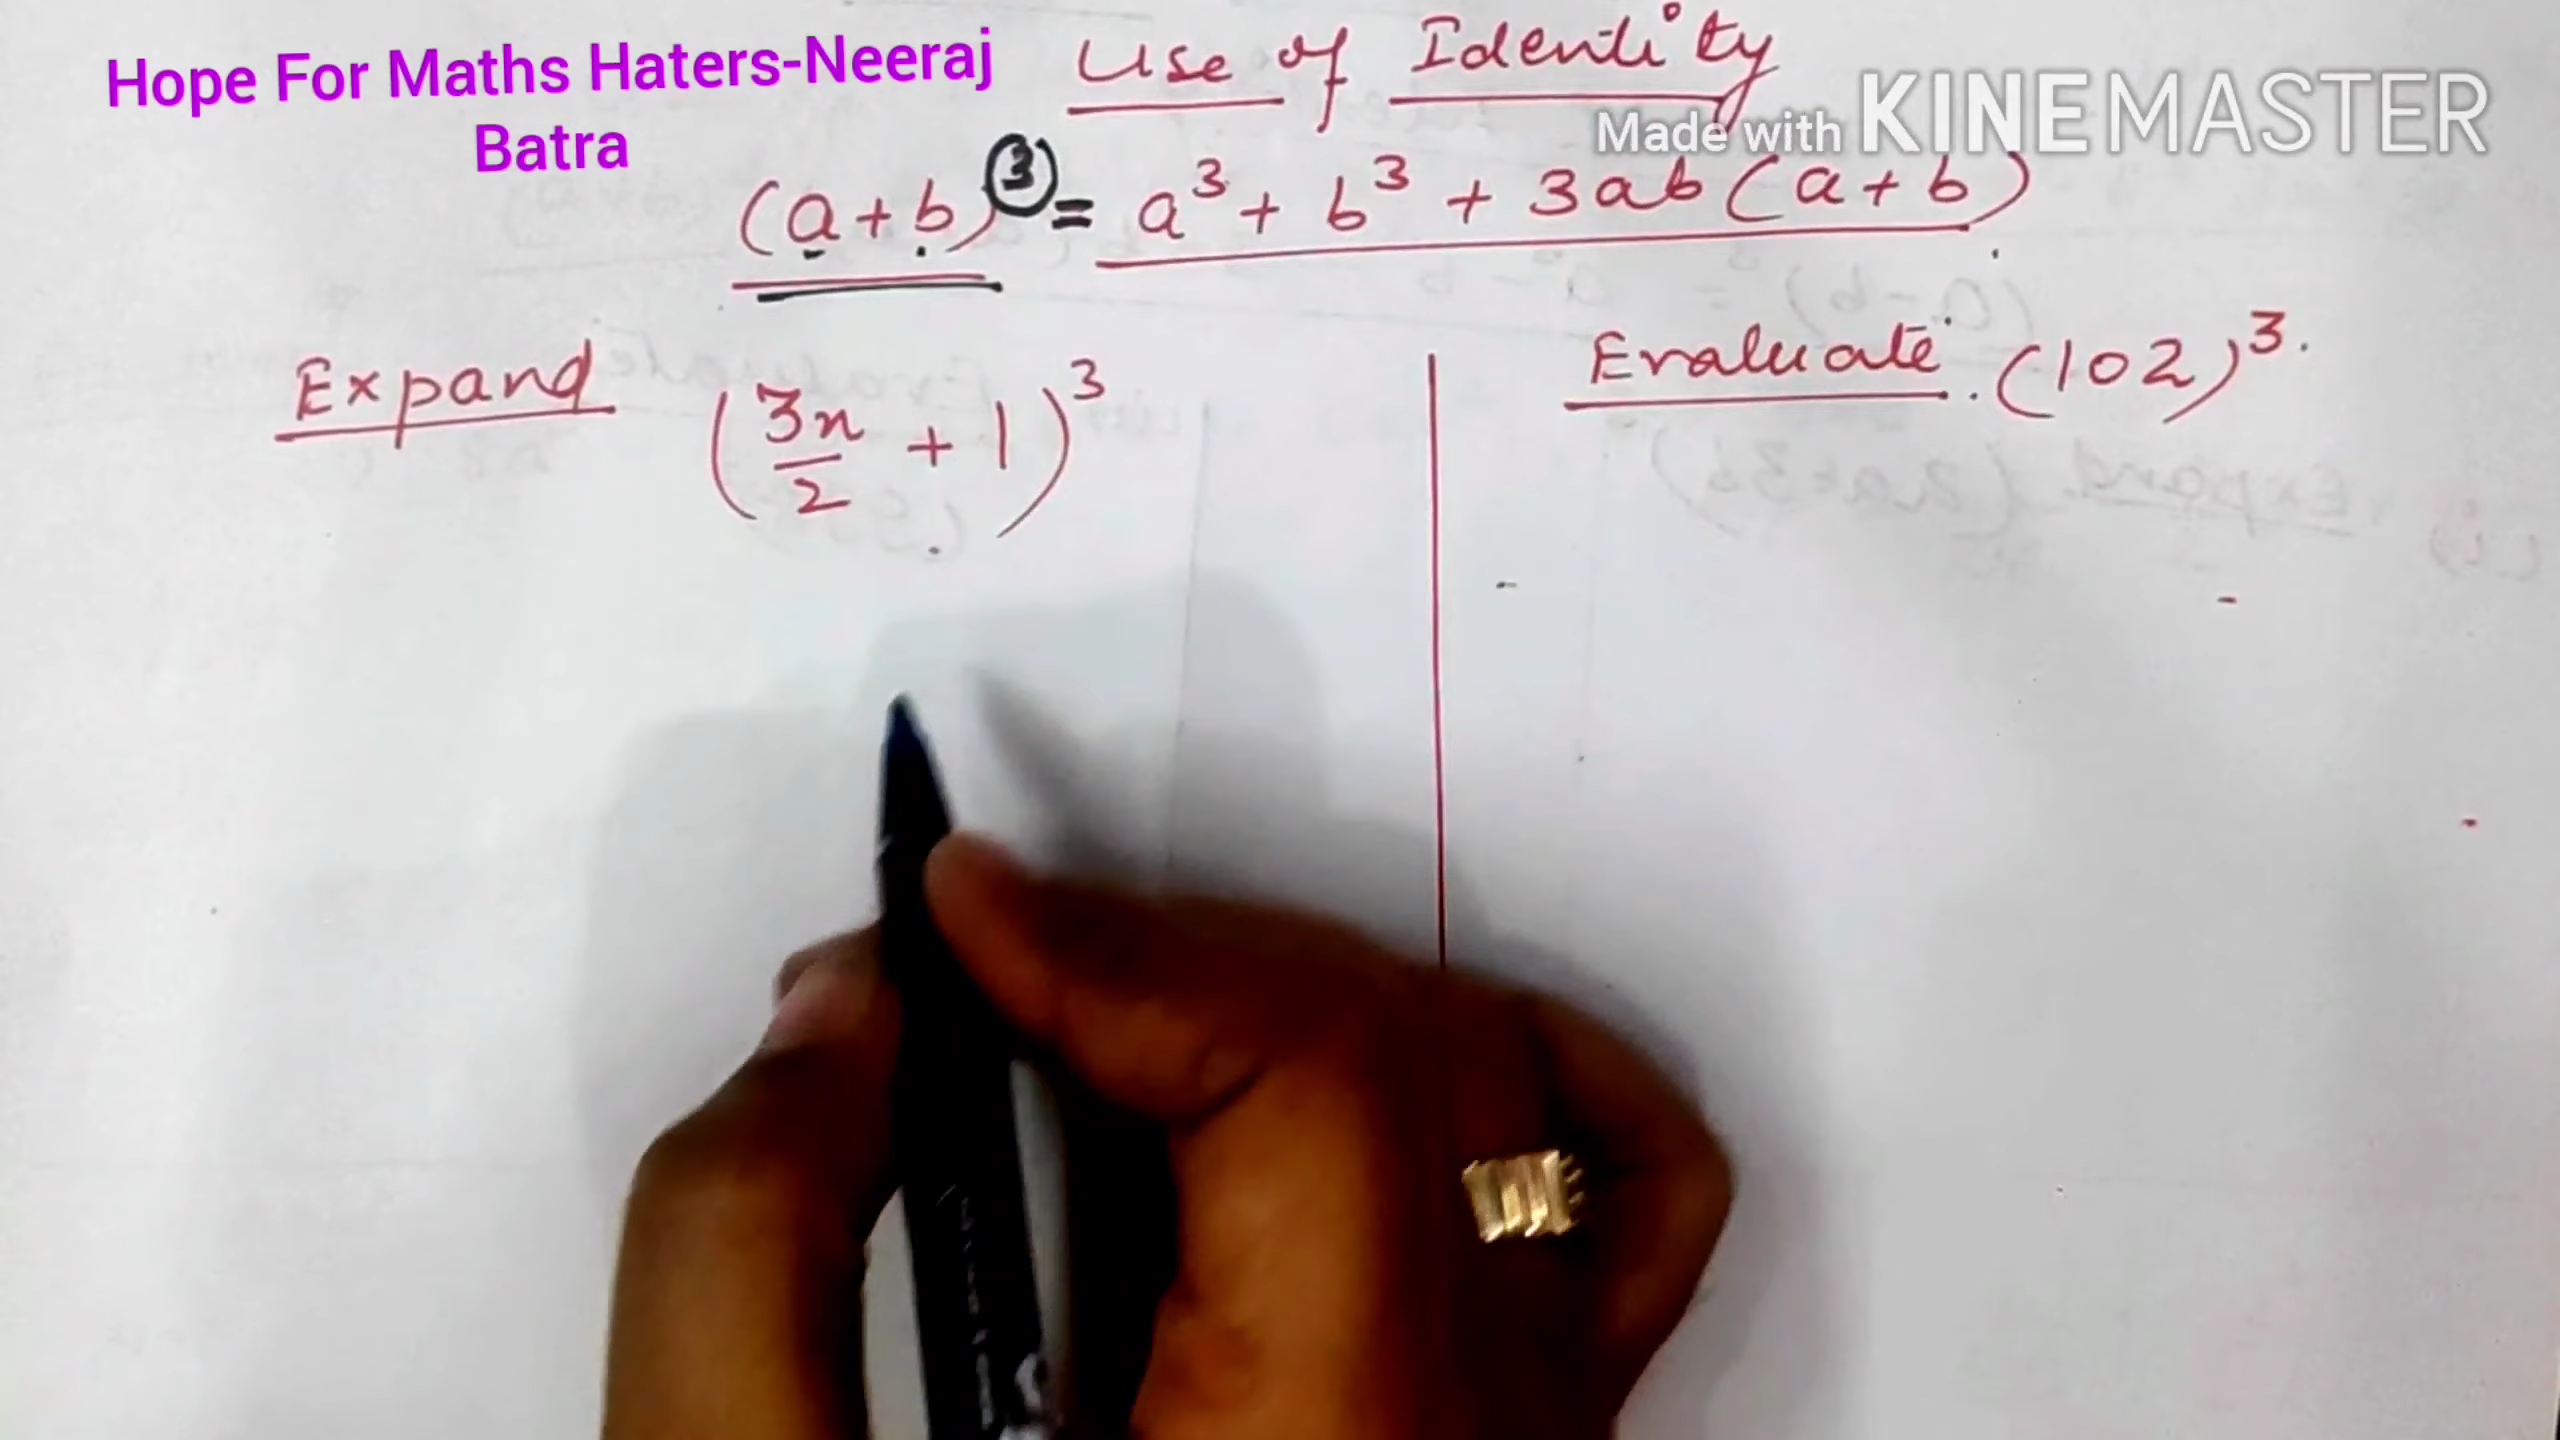 Hope For Maths Haters-Neeraj
Batra
Use of Identity
Made with KINEMASTER
(a+b)³ = a³ + b³ + 3ab(a+b)
Expand (3x/2 + 1)³
Evaluate. (102)³.